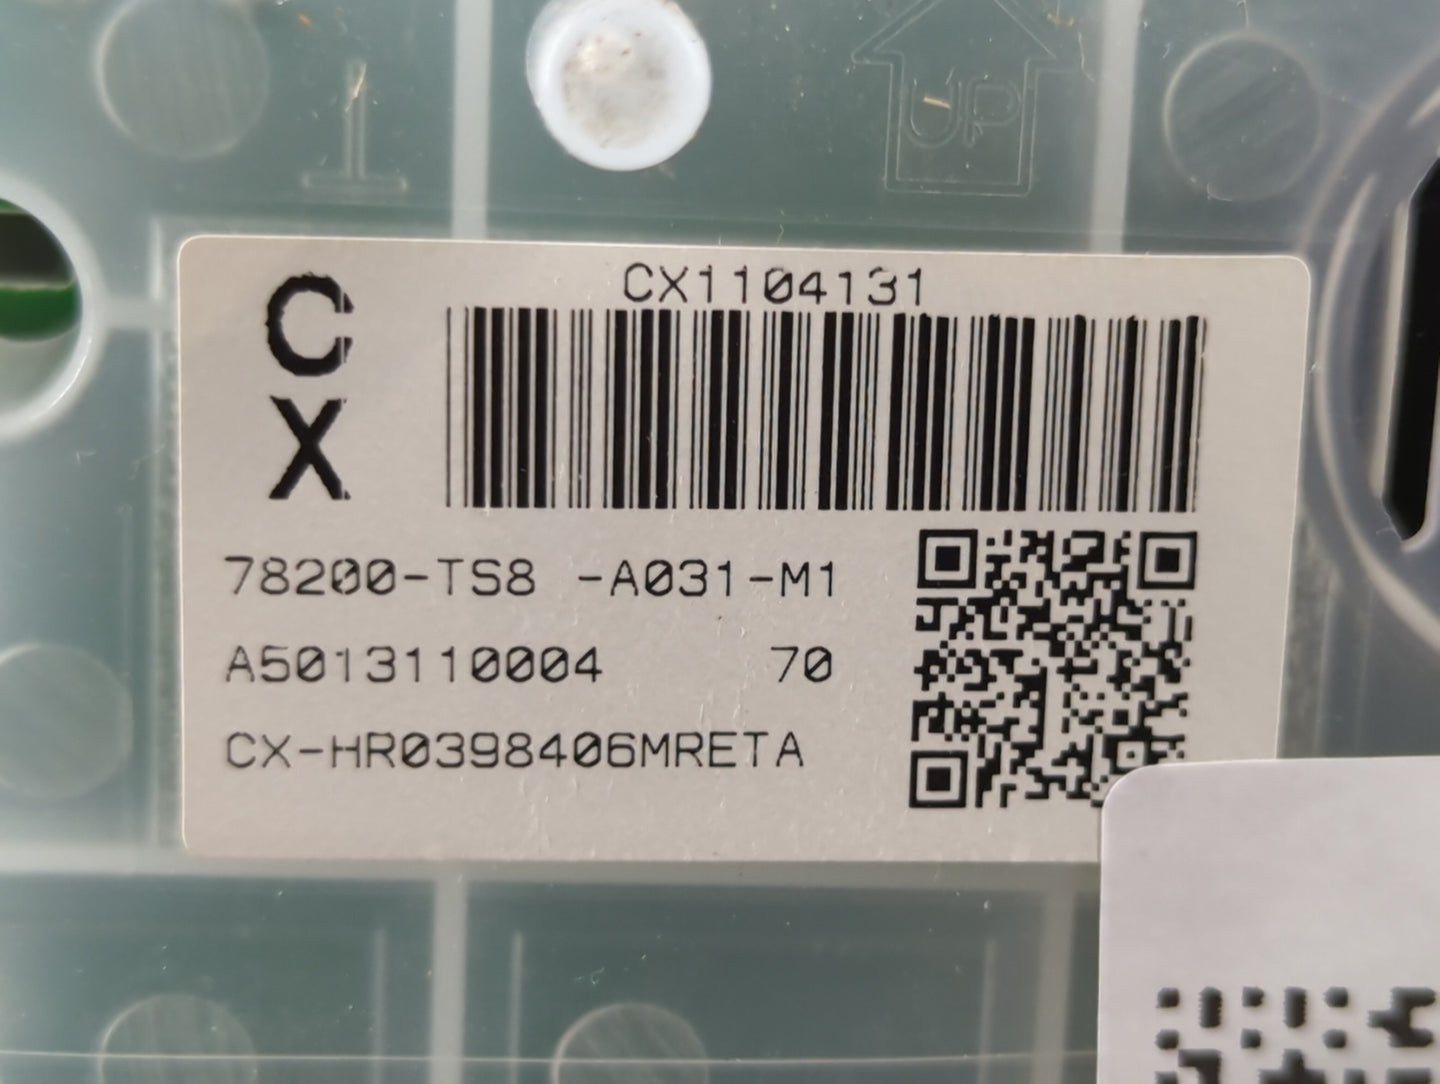 UP
CX1104131
C
X
78200-TS8 -A031-M1
A5013110004 70
CX-HR0398406MRETA